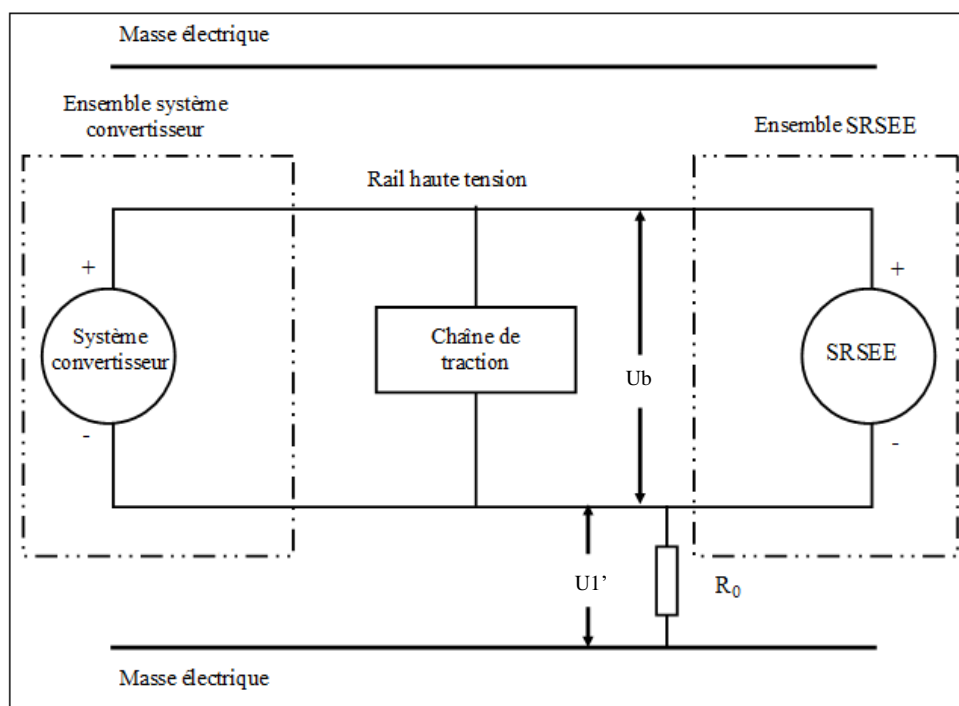 Masse électrique
Ensemble système
convertisseur
Ensemble SRSEE
Rail haute tension
+
+
Système
convertisseur
Chaîne de
traction
Ub
SRSEE
-
-
U1’
R0
Masse électrique